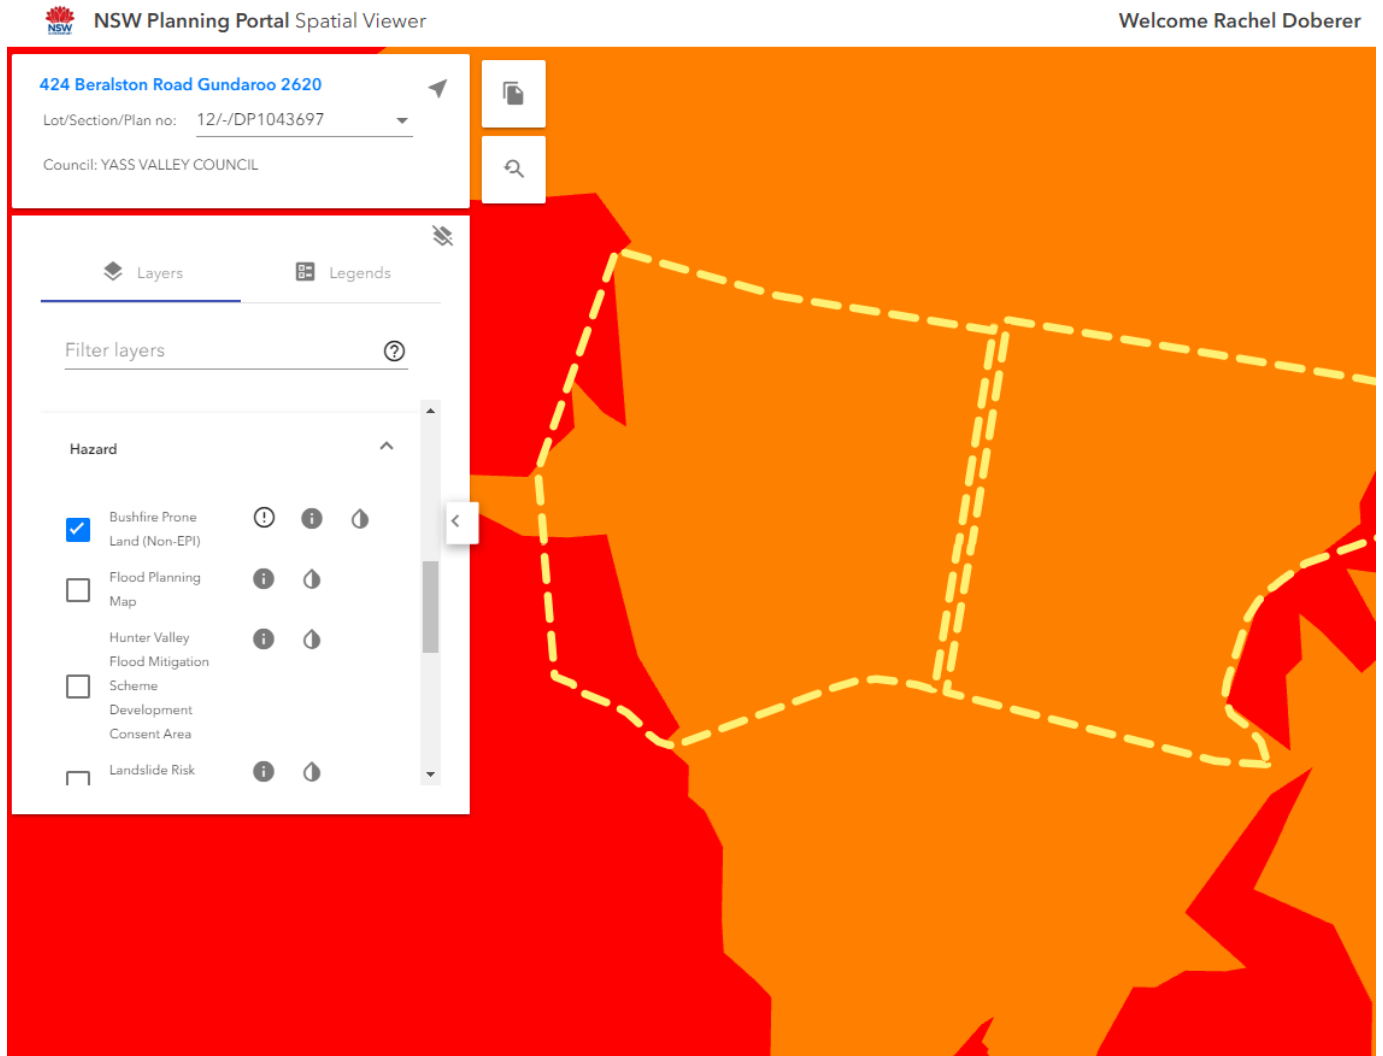 NSW Planning Portal Spatial Viewer
Welcome Rachel Doberer
NSW
424 Beralston Road Gundaroo 2620
Lot/Section/Plan no: 12/-/DP1043697
Council: YASS VALLEY COUNCIL
Layers
Legends
Filter layers
Hazard
Bushfire Prone
Land (Non-EPI)
Flood Planning
Map
Hunter Valley
Flood Mitigation
Scheme
Development
Consent Area
Landslide Risk